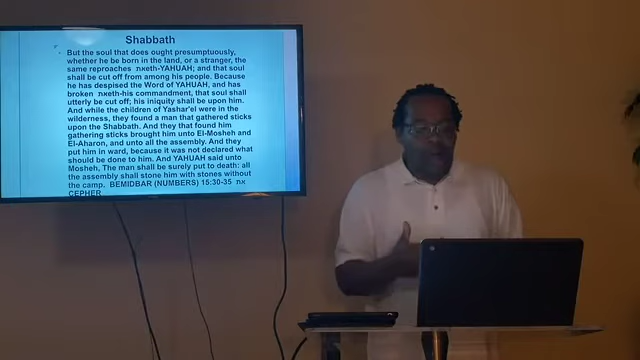 Shabbath
But the soul that does ought presumptuously,
whether he be born in the land, or a stranger, the
same reproaches את eth-YAHUAH; and that soul
shall be cut off from among his people. Because
he has despised the Word of YAHUAH, and has
broken את eth-his commandment, that soul shall
utterly be cut off; his iniquity shall be upon him.
And while the children of Yashar'el were in the
wilderness, they found a man that gathered sticks
upon the Shabbath. And they that found him
gathering sticks brought him unto El-Mosheh and
El-Aharon, and unto all the assembly. And they
put him in ward, because it was not declared what
should be done to him. And YAHUAH said unto
Mosheh, The man shall be surely put to death: all
the assembly shall stone him with stones without
the camp. BEMIDBAR (NUMBERS) 15:30-35 את
CEPHER